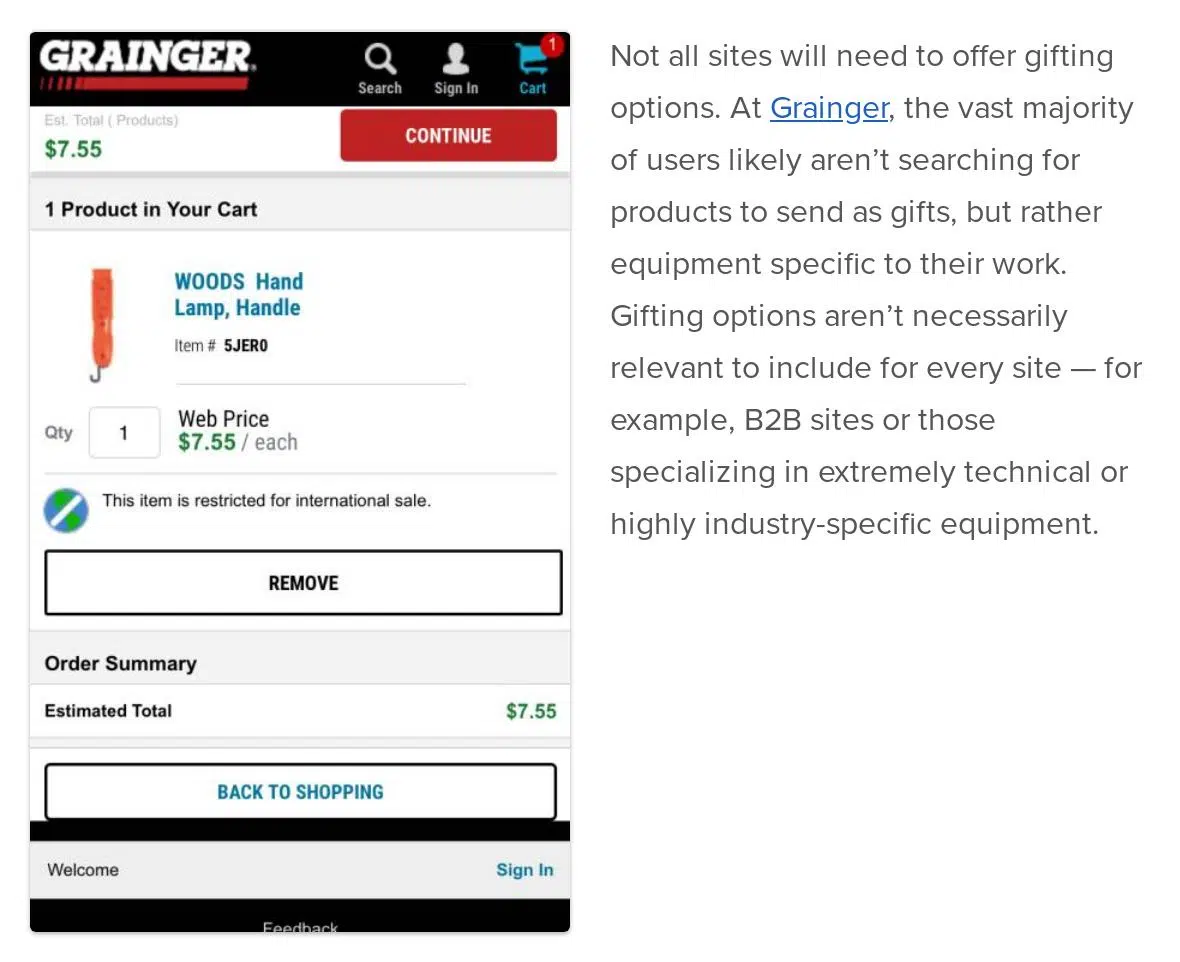 GRAINGER
Search
Sign In
1
Cart
Est. Total ( Products)
$7.55
CONTINUE
1 Product in Your Cart
WOODS Hand
Lamp, Handle
Item # 5JER0
Qty
1
Web Price
$7.55 / each
This item is restricted for international sale.
REMOVE
Order Summary
Estimated Total $7.55
BACK TO SHOPPING
Welcome Sign In
Feedback
Not all sites will need to offer gifting
options. At Grainger, the vast majority
of users likely aren’t searching for
products to send as gifts, but rather
equipment specific to their work.
Gifting options aren’t necessarily
relevant to include for every site — for
example, B2B sites or those
specializing in extremely technical or
highly industry-specific equipment.